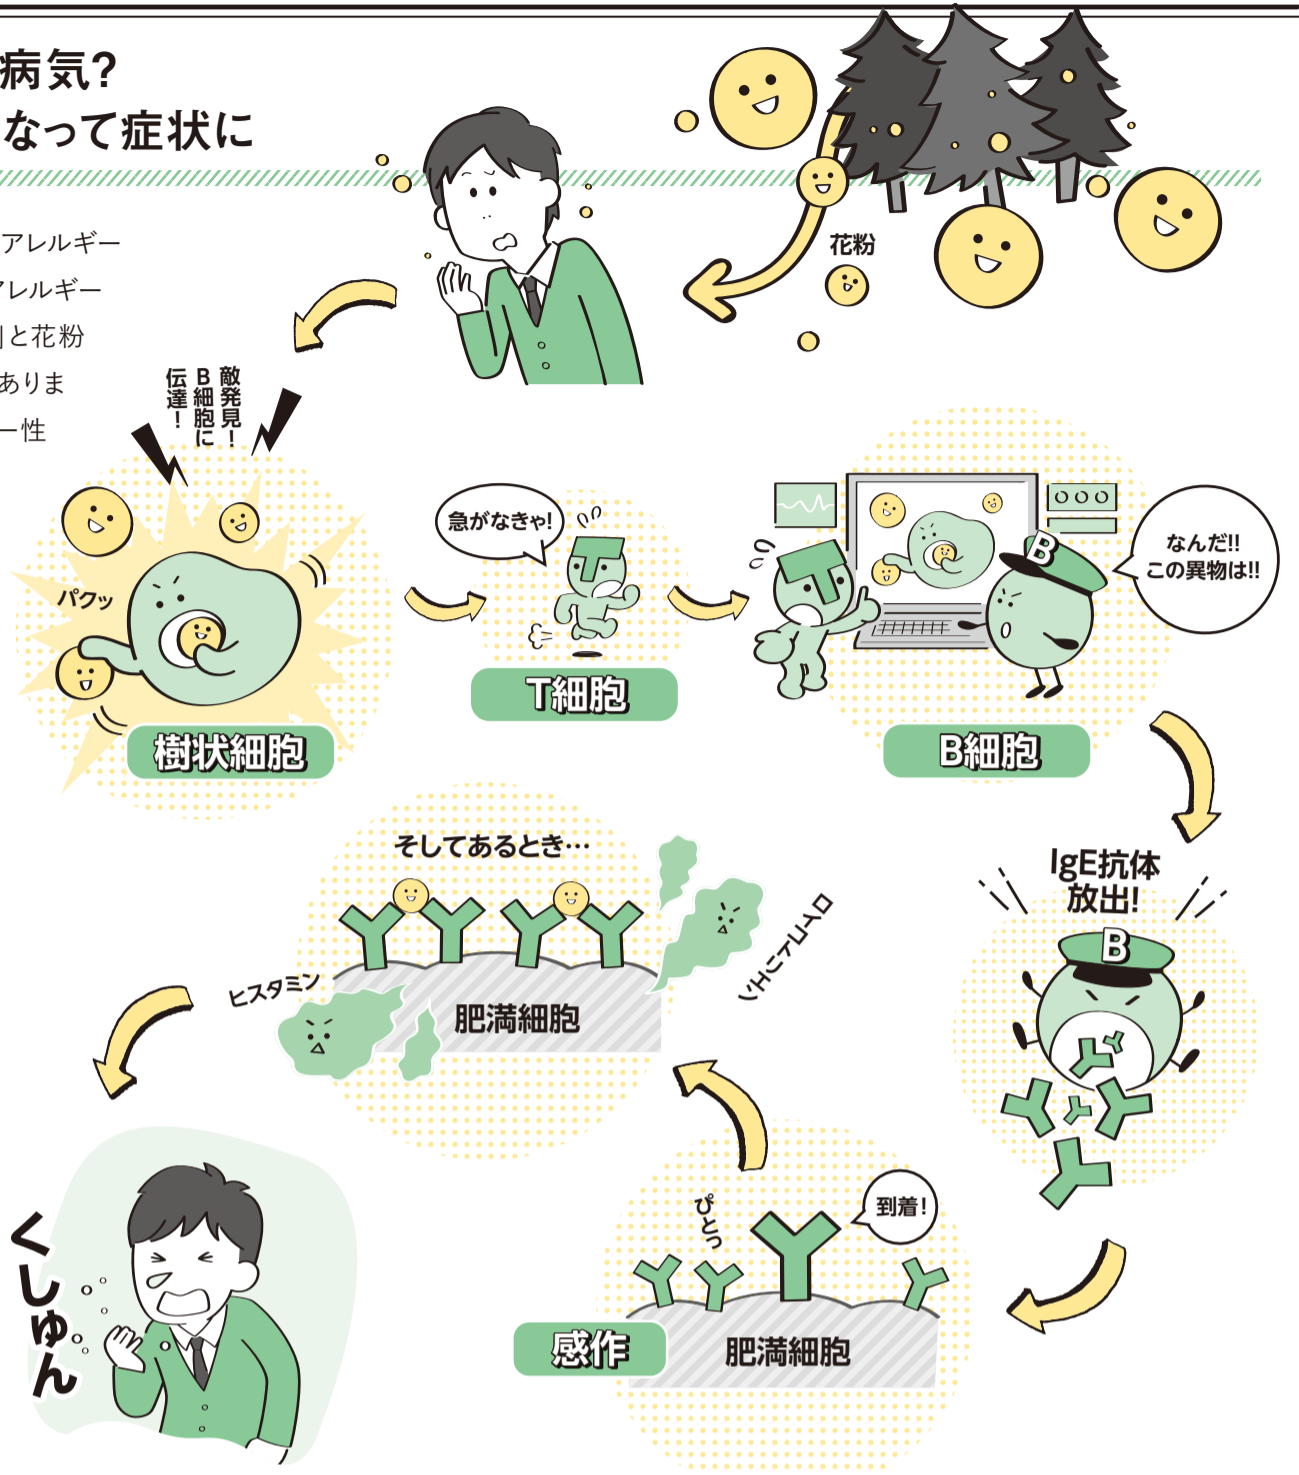 病気?
なって症状に
アレルギー
アレルギー
と花粉
ありま
ー性
花粉
敵発見!
B細胞に
伝達!
パクッ
樹状細胞
急がなきゃ!
T
T細胞
T
B
なんだ!!
この異物は!!
B細胞
IgE抗体
放出!
B
到着!
ぴとっ
感作
肥満細胞
そしてあるとき…
ロイコトリエン
ヒスタミン
肥満細胞
くしゅん